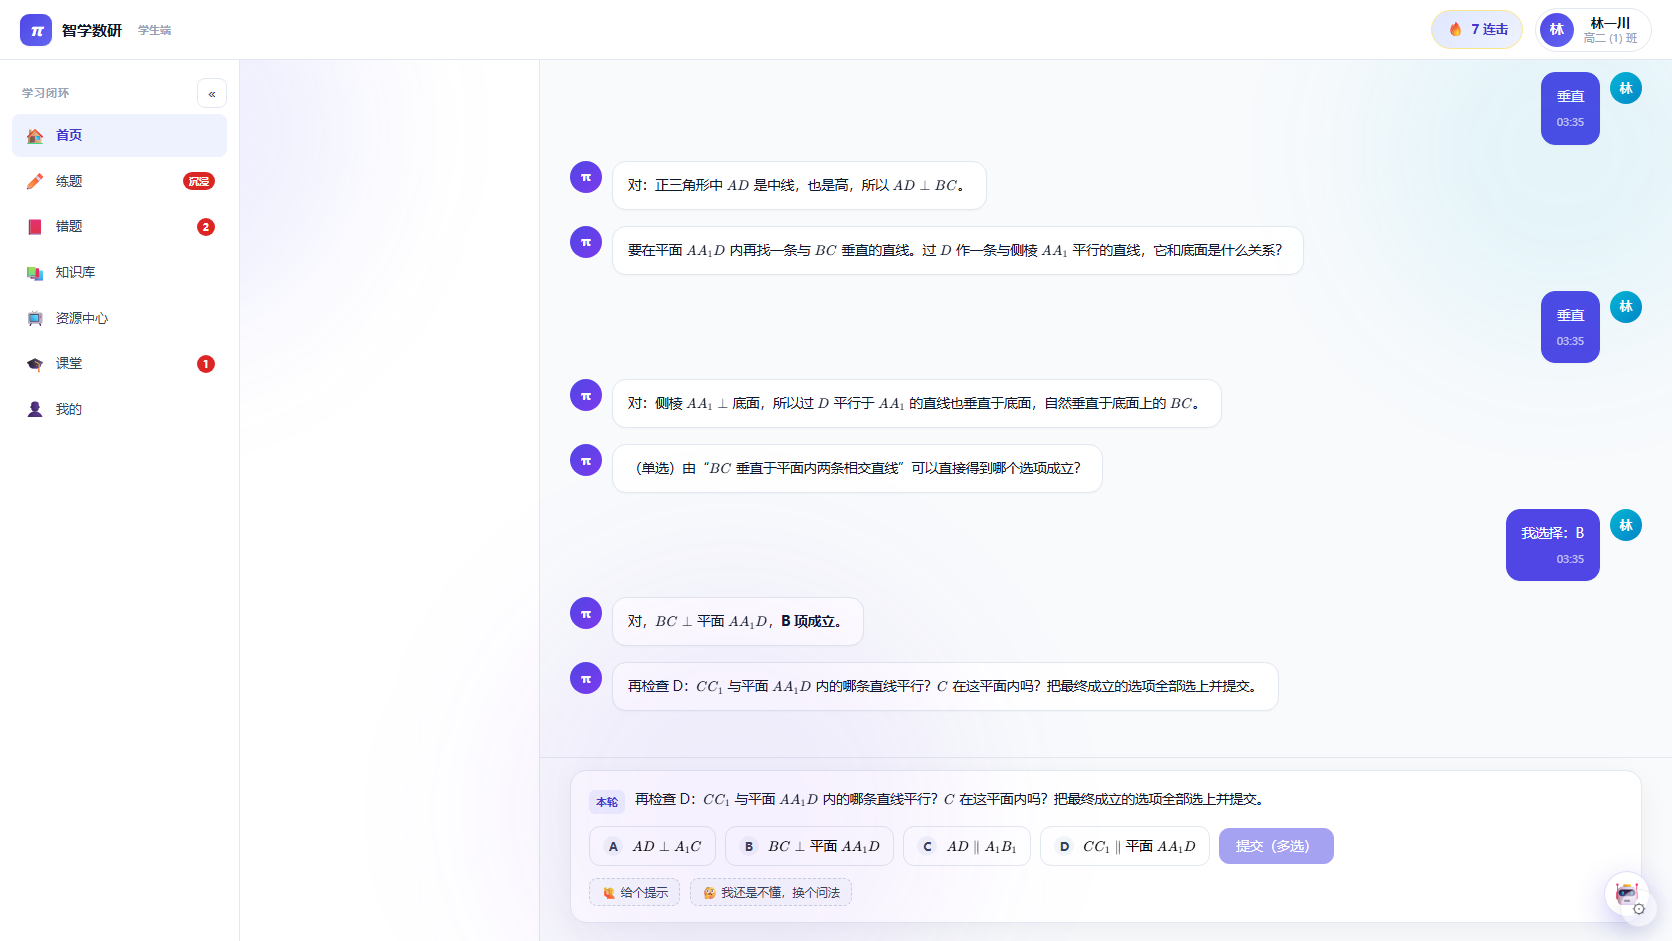 π 智学数研 学生端
7 连击
林 林一川
高二 (1) 班
学习闭环 «
首页
练题 沉浸
错题 2
知识库
资源中心
课堂 1
我的
垂直
03:35
林
π 对：正三角形中 AD 是中线，也是高，所以 AD ⊥ BC。
π 要在平面 AA₁D 内再找一条与 BC 垂直的直线。过 D 作一条与侧棱 AA₁ 平行的直线，它和底面是什么关系？
垂直
03:35
林
π 对：侧棱 AA₁ ⊥ 底面，所以过 D 平行于 AA₁ 的直线也垂直于底面，自然垂直于底面上的 BC。
π （单选）由“BC 垂直于平面内两条相交直线”可以直接得到哪个选项成立？
我选择：B
03:35
林
π 对，BC ⊥ 平面 AA₁D，B 项成立。
π 再检查 D：CC₁ 与平面 AA₁D 内的哪条直线平行？C 在这平面内吗？把最终成立的选项全部选上并提交。
本轮 再检查 D：CC₁ 与平面 AA₁D 内的哪条直线平行？C 在这平面内吗？把最终成立的选项全部选上并提交。
A AD ⊥ A₁C B BC ⊥ 平面 AA₁D C AD ∥ A₁B₁ D CC₁ ∥ 平面 AA₁D 提交（多选）
给个提示 我还是不懂，换个问法